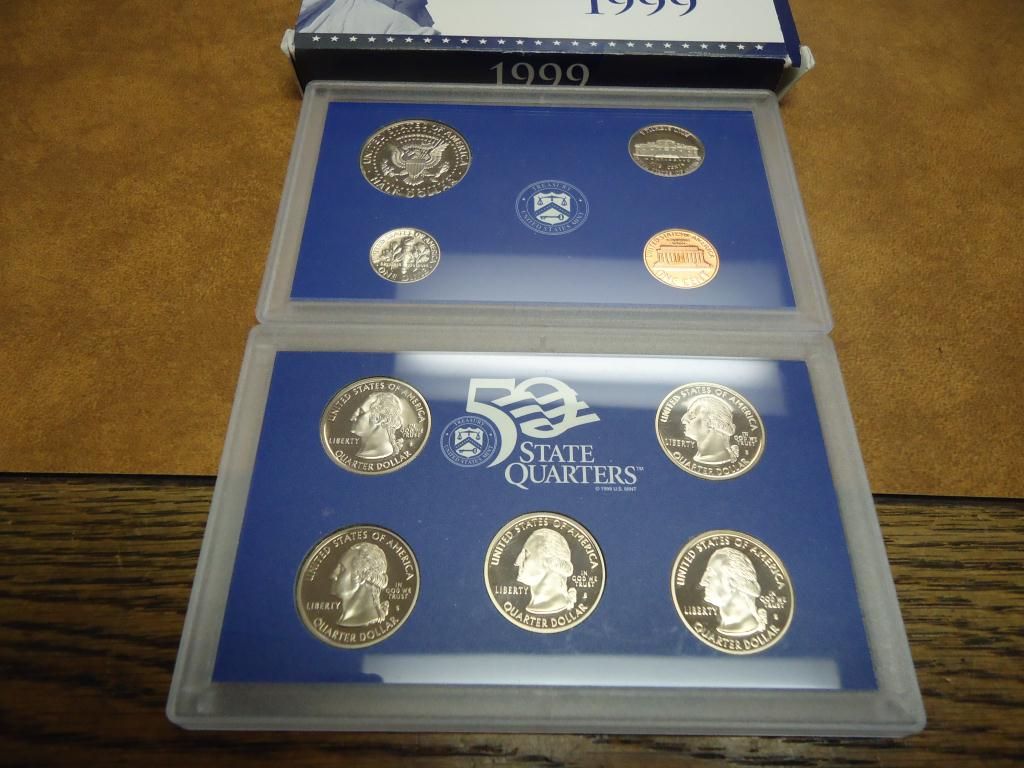 1999
1999
UNITED STATES OF AMERICA
HALF DOLLAR
TREASURY
UNITED STATES MINT
ONE DIME
UNITED STATES OF AMERICA
ONE CENT
50
STATE
QUARTERS™
© 1999 U.S. MINT
TREASURY
UNITED STATES OF AMERICA
LIBERTY
IN
GOD WE
TRUST
S
QUARTER DOLLAR
UNITED STATES OF AMERICA
LIBERTY
IN
GOD WE
TRUST
S
QUARTER DOLLAR
UNITED STATES OF AMERICA
LIBERTY
IN
GOD WE
TRUST
S
QUARTER DOLLAR
UNITED STATES OF AMERICA
LIBERTY
IN
GOD WE
TRUST
S
QUARTER DOLLAR
UNITED STATES OF AMERICA
LIBERTY
IN
GOD WE
TRUST
S
QUARTER DOLLAR